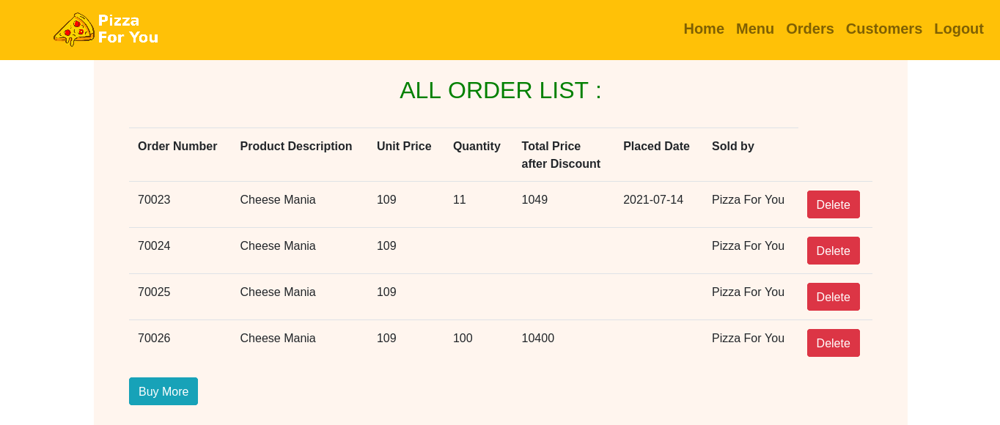 Pizza
For You
Home Menu Orders Customers Logout
ALL ORDER LIST :
Order Number Product Description Unit Price Quantity Total Price after Discount Placed Date Sold by
70023 Cheese Mania 109 11 1049 2021-07-14 Pizza For You Delete
70024 Cheese Mania 109 Pizza For You Delete
70025 Cheese Mania 109 Pizza For You Delete
70026 Cheese Mania 109 100 10400 Pizza For You Delete
Buy More